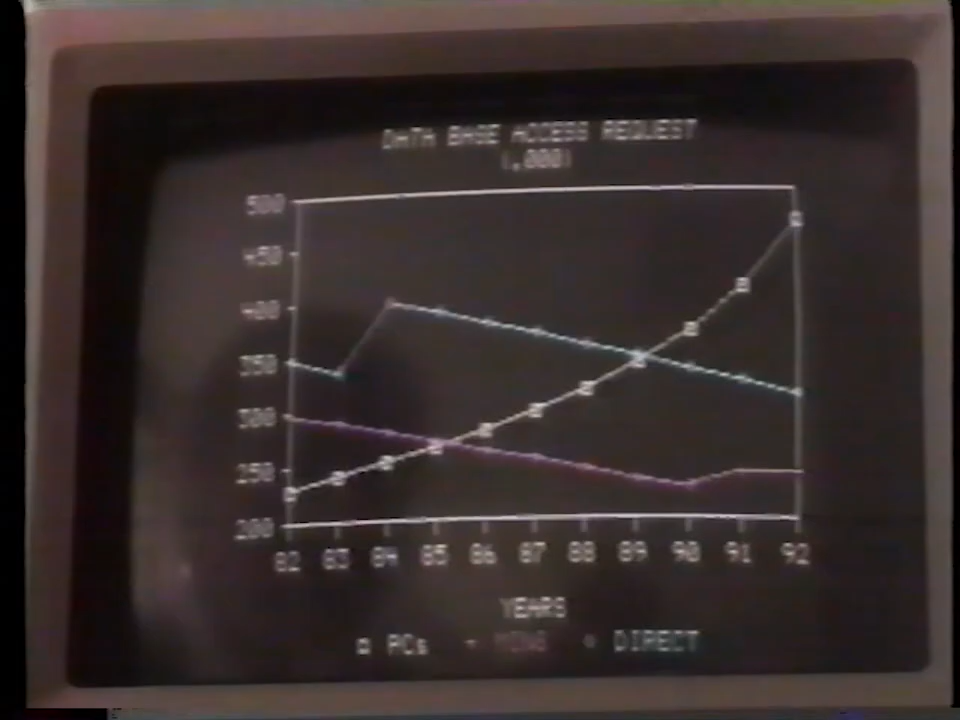 DATA BASE ACCESS REQUEST
(,000)
500
450
400
350
300
250
200
82 83 84 85 86 87 88 89 90 91 92
YEARS
PCs MINS DIRECT